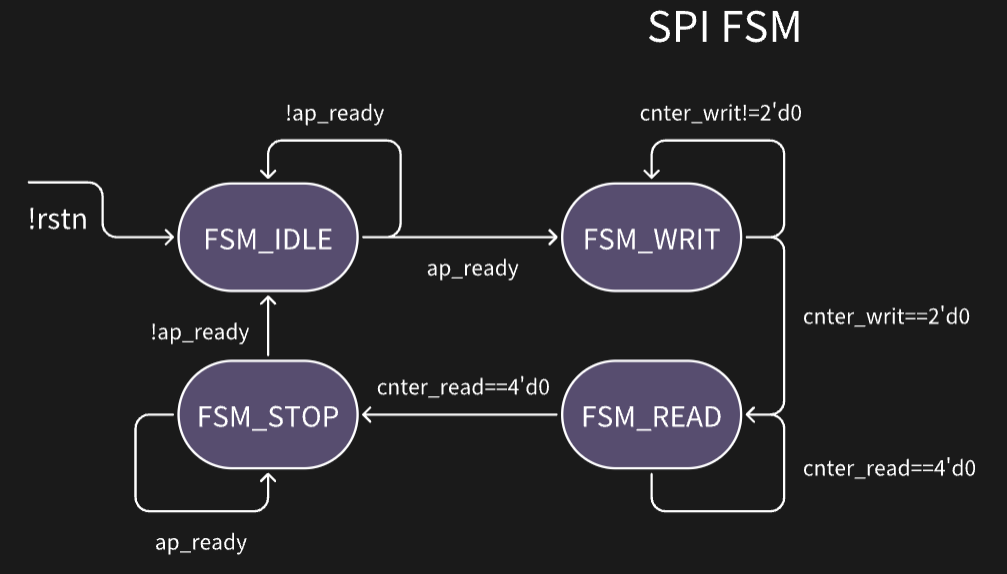 SPI FSM
!ap_ready
cnter_writ!=2'd0
!rstn
FSM_IDLE
FSM_WRIT
ap_ready
cnter_writ==2'd0
!ap_ready
cnter_read==4'd0
FSM_STOP
FSM_READ
cnter_read==4'd0
ap_ready